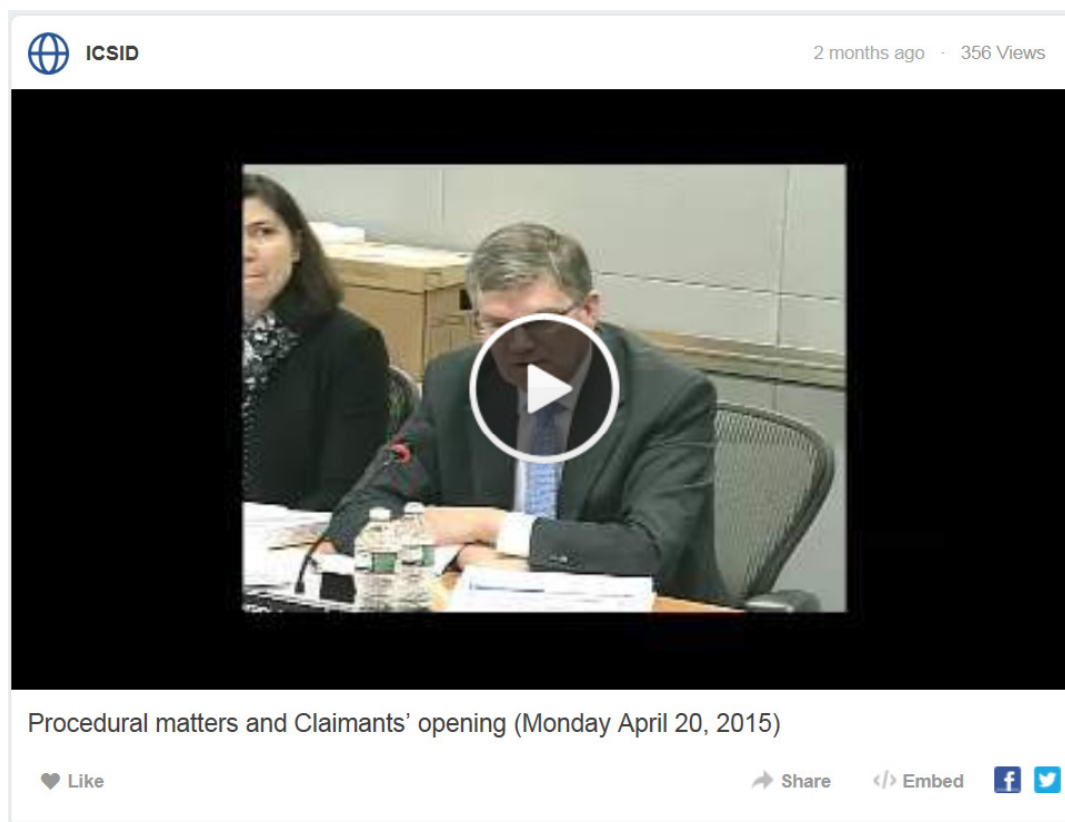 ICSID
2 months ago · 356 Views
Procedural matters and Claimants’ opening (Monday April 20, 2015)
Like
Share
Embed